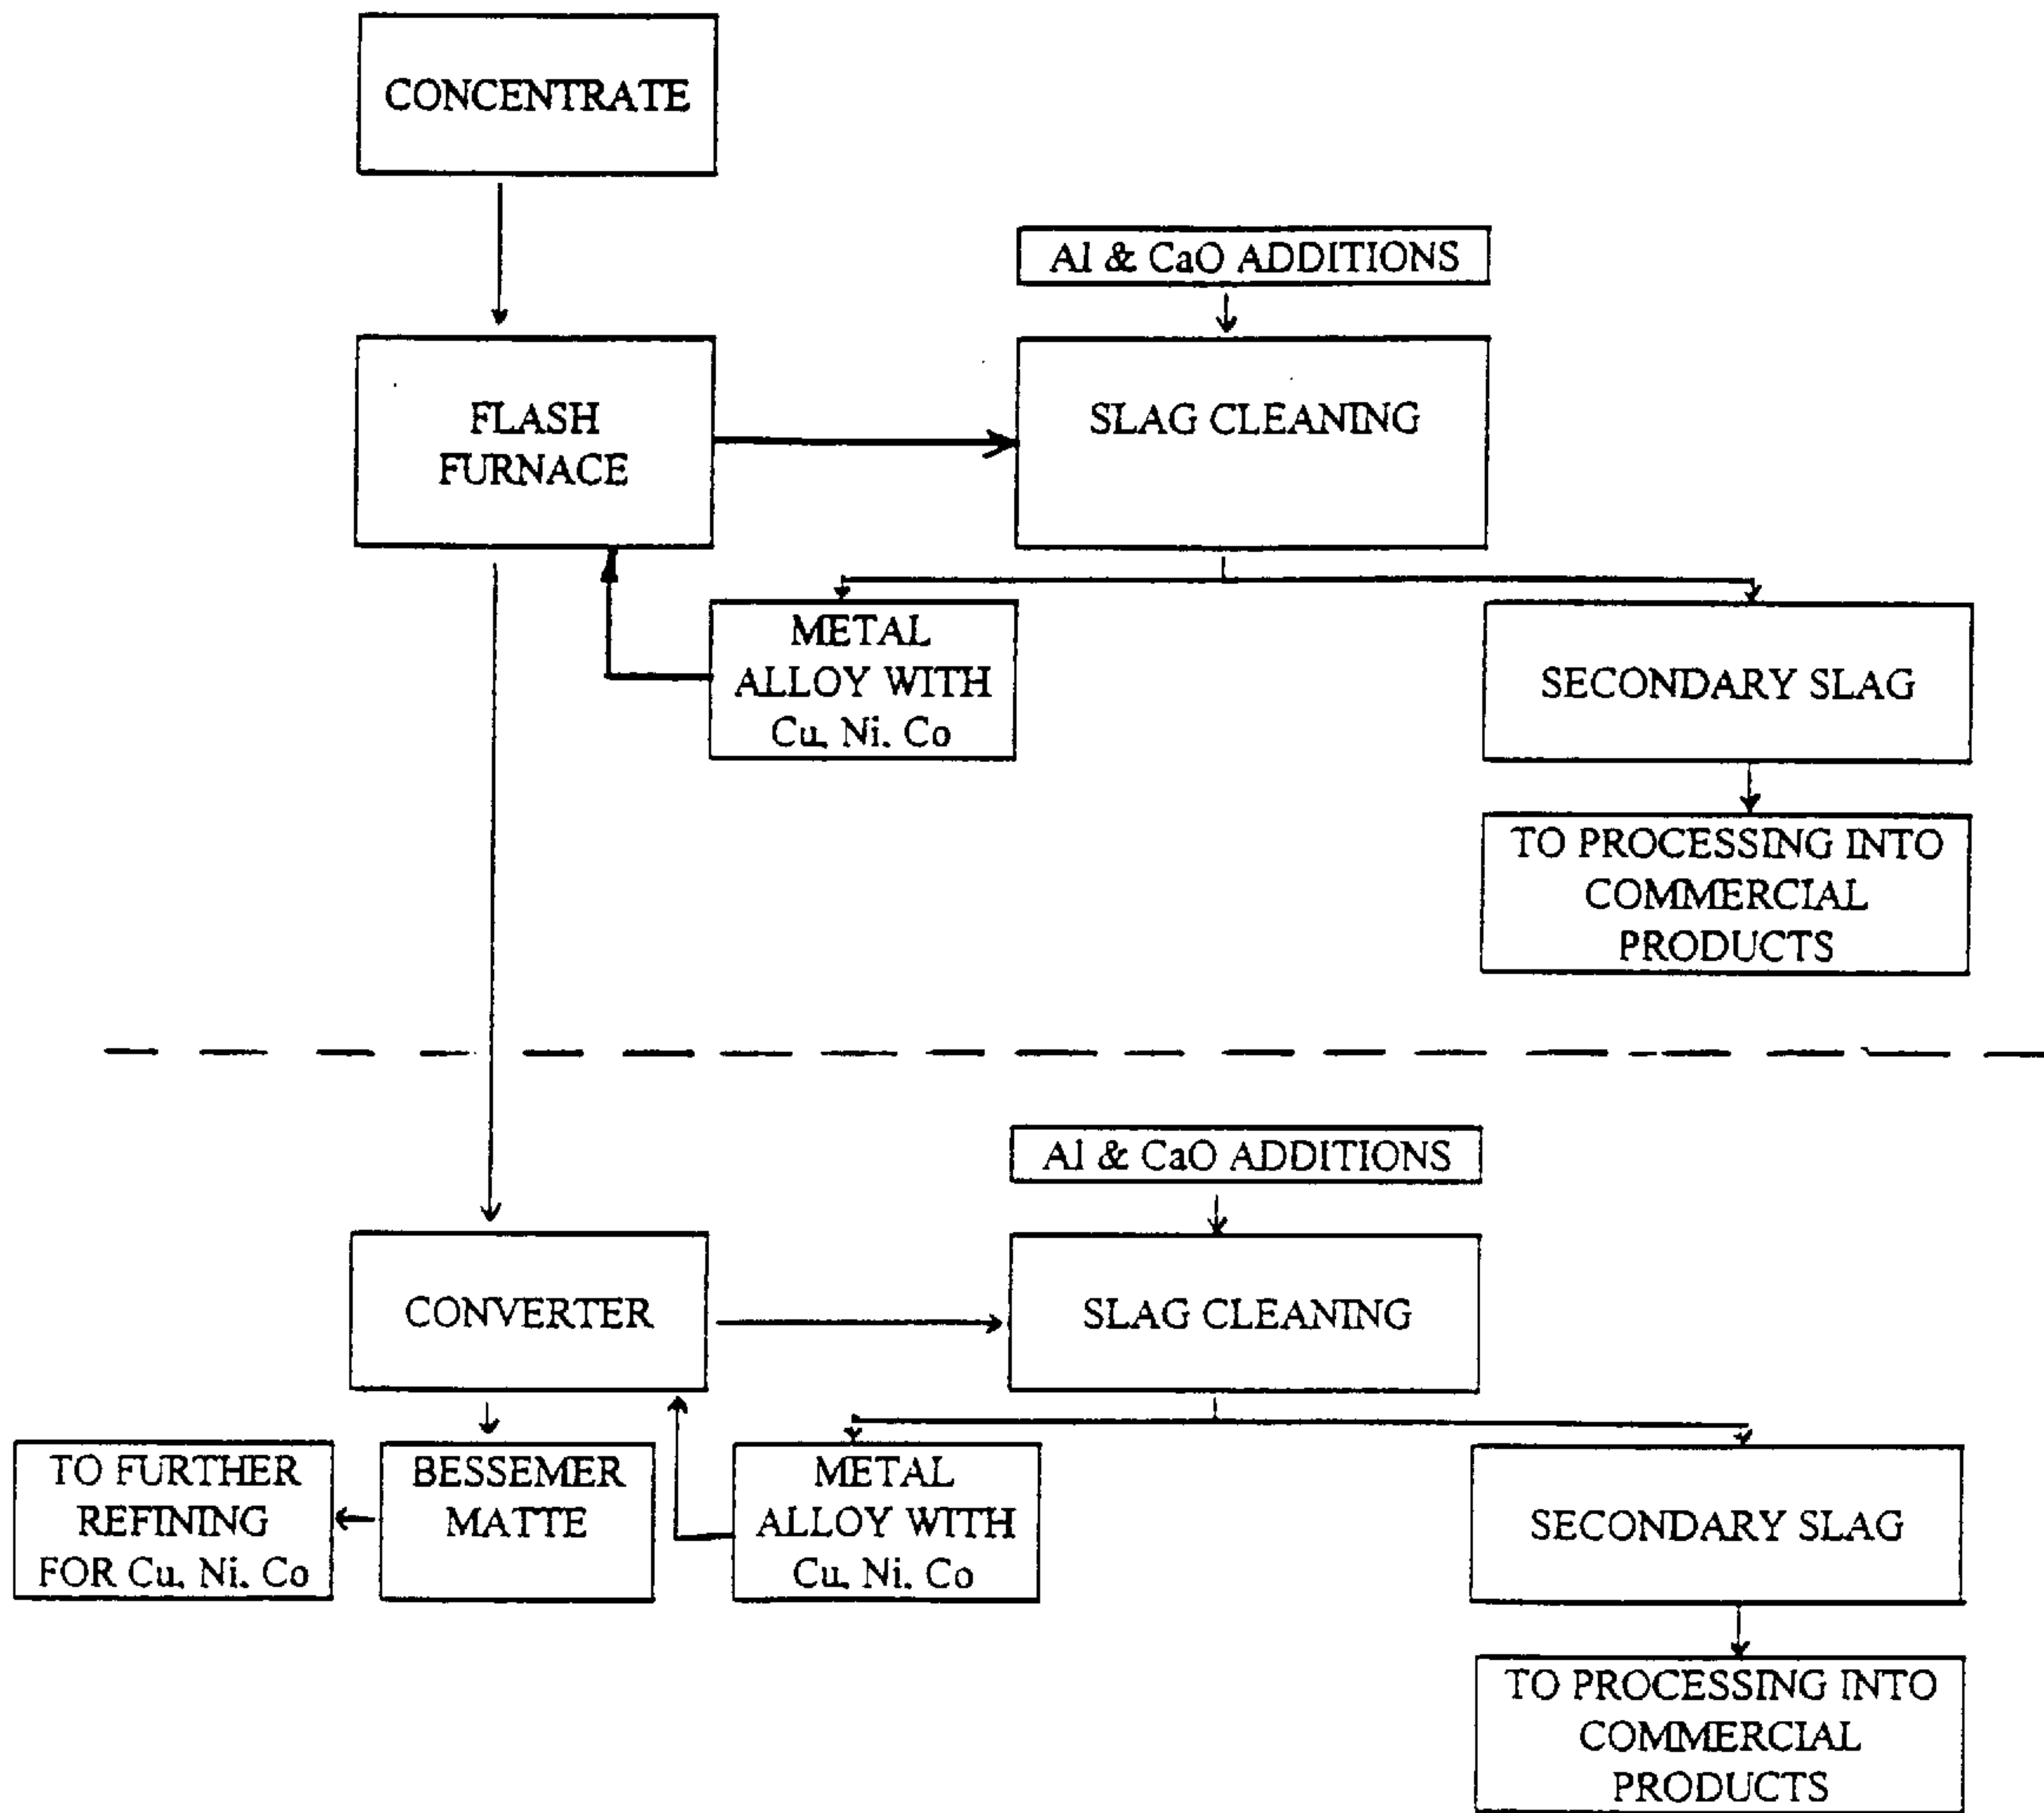 CONCENTRATE
Al & CaO ADDITIONS
FLASH
FURNACE
SLAG CLEANING
METAL
ALLOY WITH
Cu, Ni. Co
SECONDARY SLAG
TO PROCESSING INTO
COMMERCIAL
PRODUCTS
Al & CaO ADDITIONS
CONVERTER
SLAG CLEANING
TO FURTHER
REFINING
FOR Cu. Ni. Co
BESSEMER
MATTE
METAL
ALLOY WITH
Cu, Ni. Co
SECONDARY SLAG
TO PROCESSING INTO
COMMERCIAL
PRODUCTS